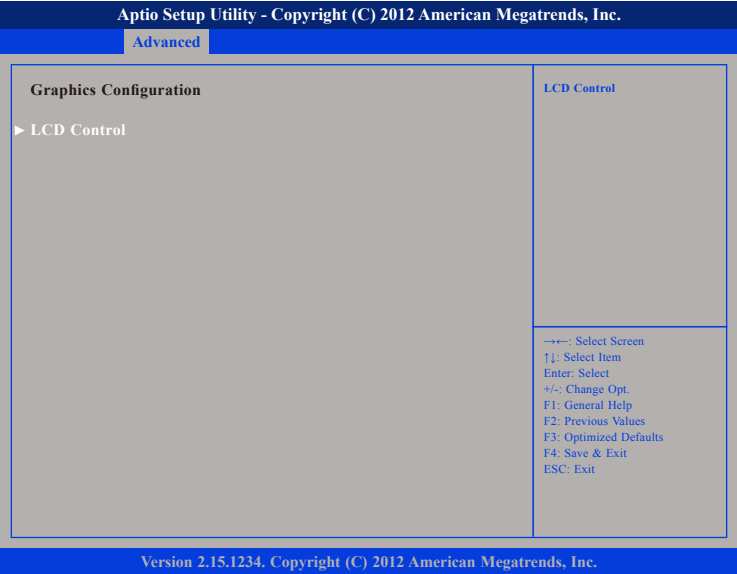 Aptio Setup Utility - Copyright (C) 2012 American Megatrends, Inc.
Advanced
Graphics Configuration
► LCD Control
LCD Control
→←: Select Screen
↑↓: Select Item
Enter: Select
+/-: Change Opt.
F1: General Help
F2: Previous Values
F3: Optimized Defaults
F4: Save & Exit
ESC: Exit
Version 2.15.1234. Copyright (C) 2012 American Megatrends, Inc.